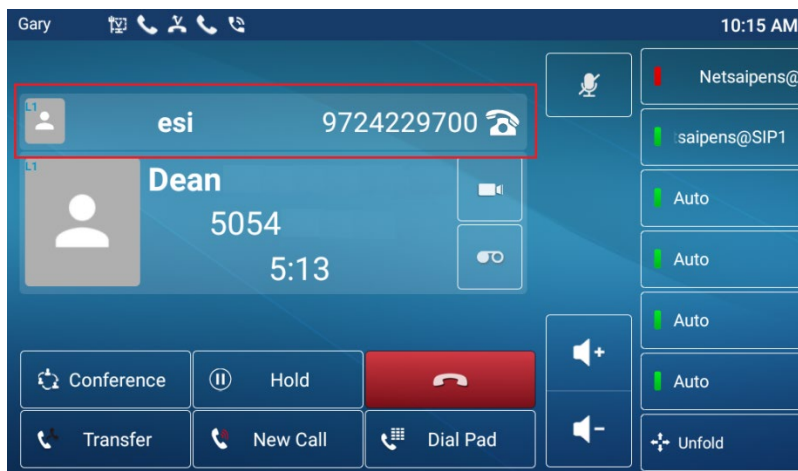 Gary 10:15 AM
L1 esi 9724229700
L1 Dean
5054
5:13
Netsaipens@
saipens@SIP1
Auto
Auto
Auto
Auto
Unfold
Conference Hold
Transfer New Call Dial Pad